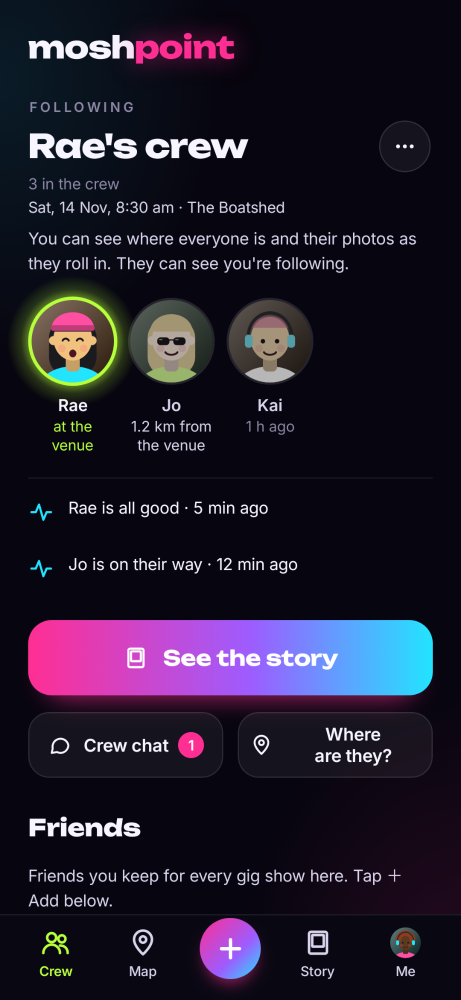 moshpoint
FOLLOWING
Rae's crew
3 in the crew
Sat, 14 Nov, 8:30 am · The Boatshed
You can see where everyone is and their photos as
they roll in. They can see you're following.
Rae
at the
venue
Jo
1.2 km from
the venue
Kai
1 h ago
Rae is all good · 5 min ago
Jo is on their way · 12 min ago
See the story
Crew chat 1
Where
are they?
Friends
Friends you keep for every gig show here. Tap +
Add below.
Crew
Map
Story
Me